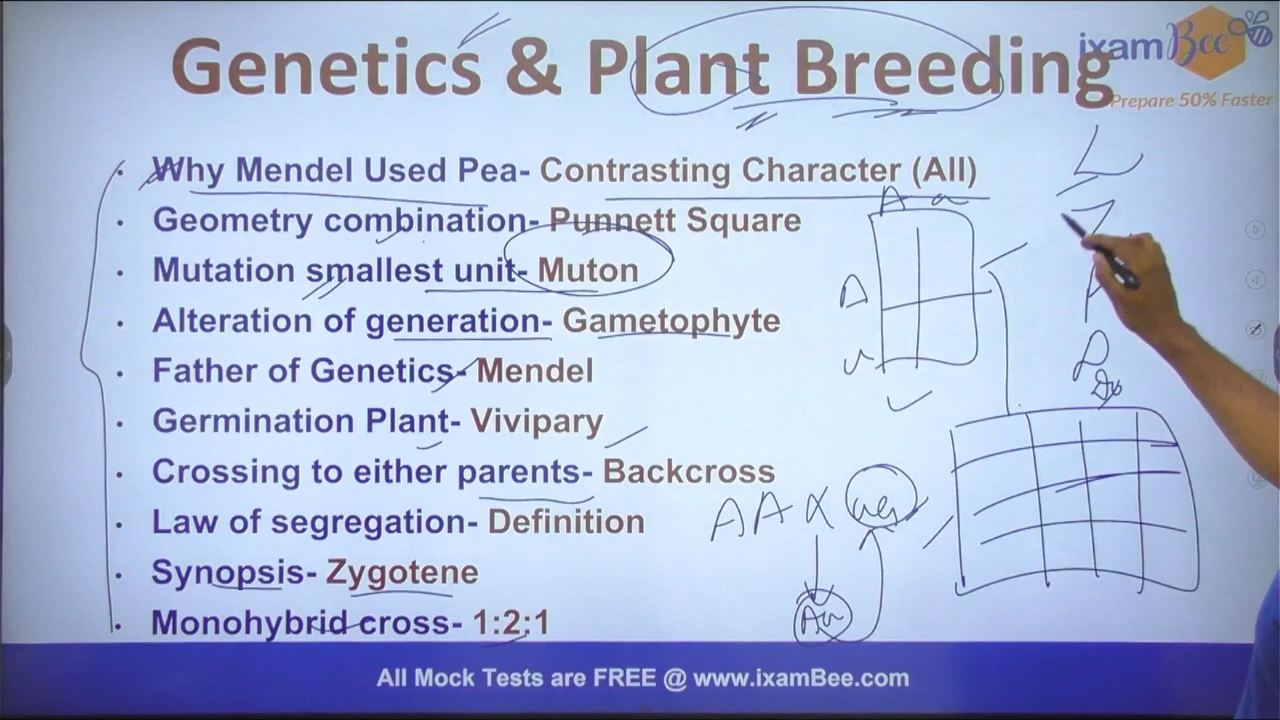 Genetics & Plant Breeding
ixamBee
Prepare 50% Faster
• Why Mendel Used Pea- Contrasting Character (All)
• Geometry combination- Punnett Square
• Mutation smallest unit- Muton
• Alteration of generation- Gametophyte
• Father of Genetics- Mendel
• Germination Plant- Vivipary
• Crossing to either parents- Backcross
• Law of segregation- Definition
• Synopsis- Zygotene
• Monohybrid cross- 1:2:1
A a
L
Z
P
D
AA X aa
Aa
All Mock Tests are FREE @ www.ixamBee.com